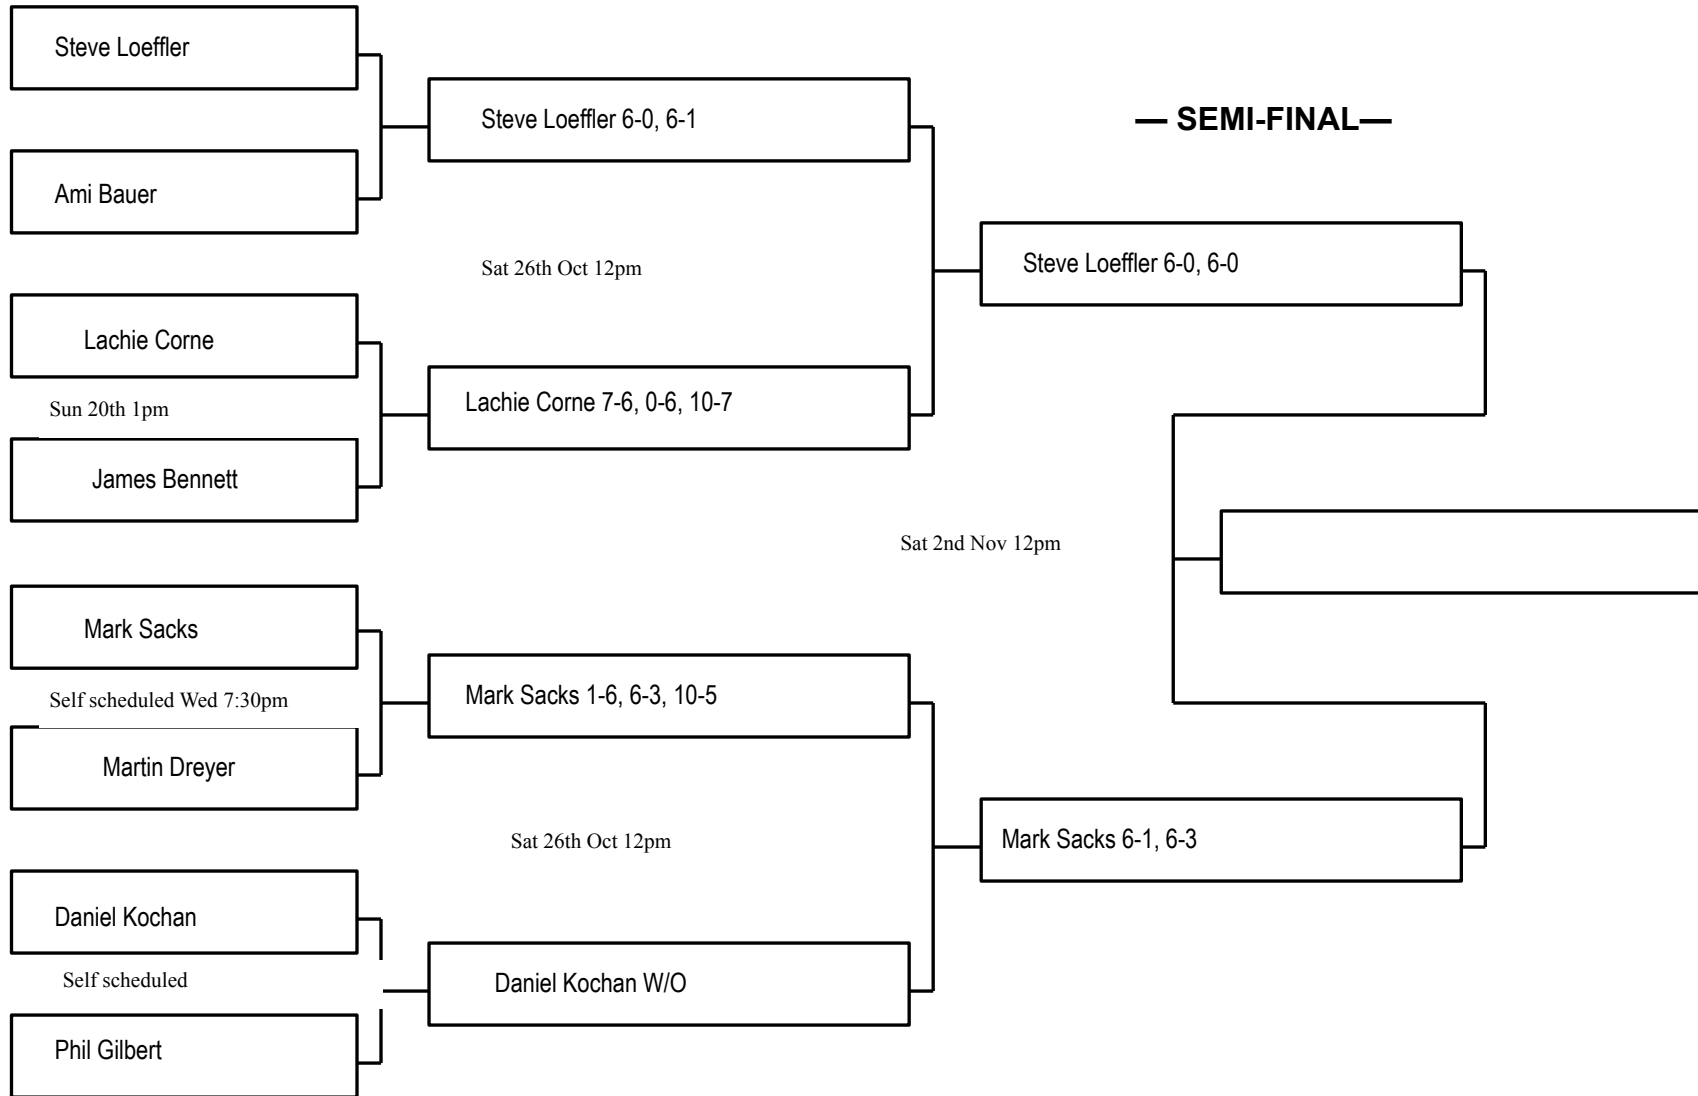 Steve Loeffler
Steve Loeffler 6-0, 6-1
— SEMI-FINAL—
Ami Bauer
Sat 26th Oct 12pm
Steve Loeffler 6-0, 6-0
Lachie Corne
Sun 20th 1pm
Lachie Corne 7-6, 0-6, 10-7
James Bennett
Sat 2nd Nov 12pm
Mark Sacks
Self scheduled Wed 7:30pm
Mark Sacks 1-6, 6-3, 10-5
Martin Dreyer
Sat 26th Oct 12pm
Mark Sacks 6-1, 6-3
Daniel Kochan
Self scheduled
Daniel Kochan W/O
Phil Gilbert